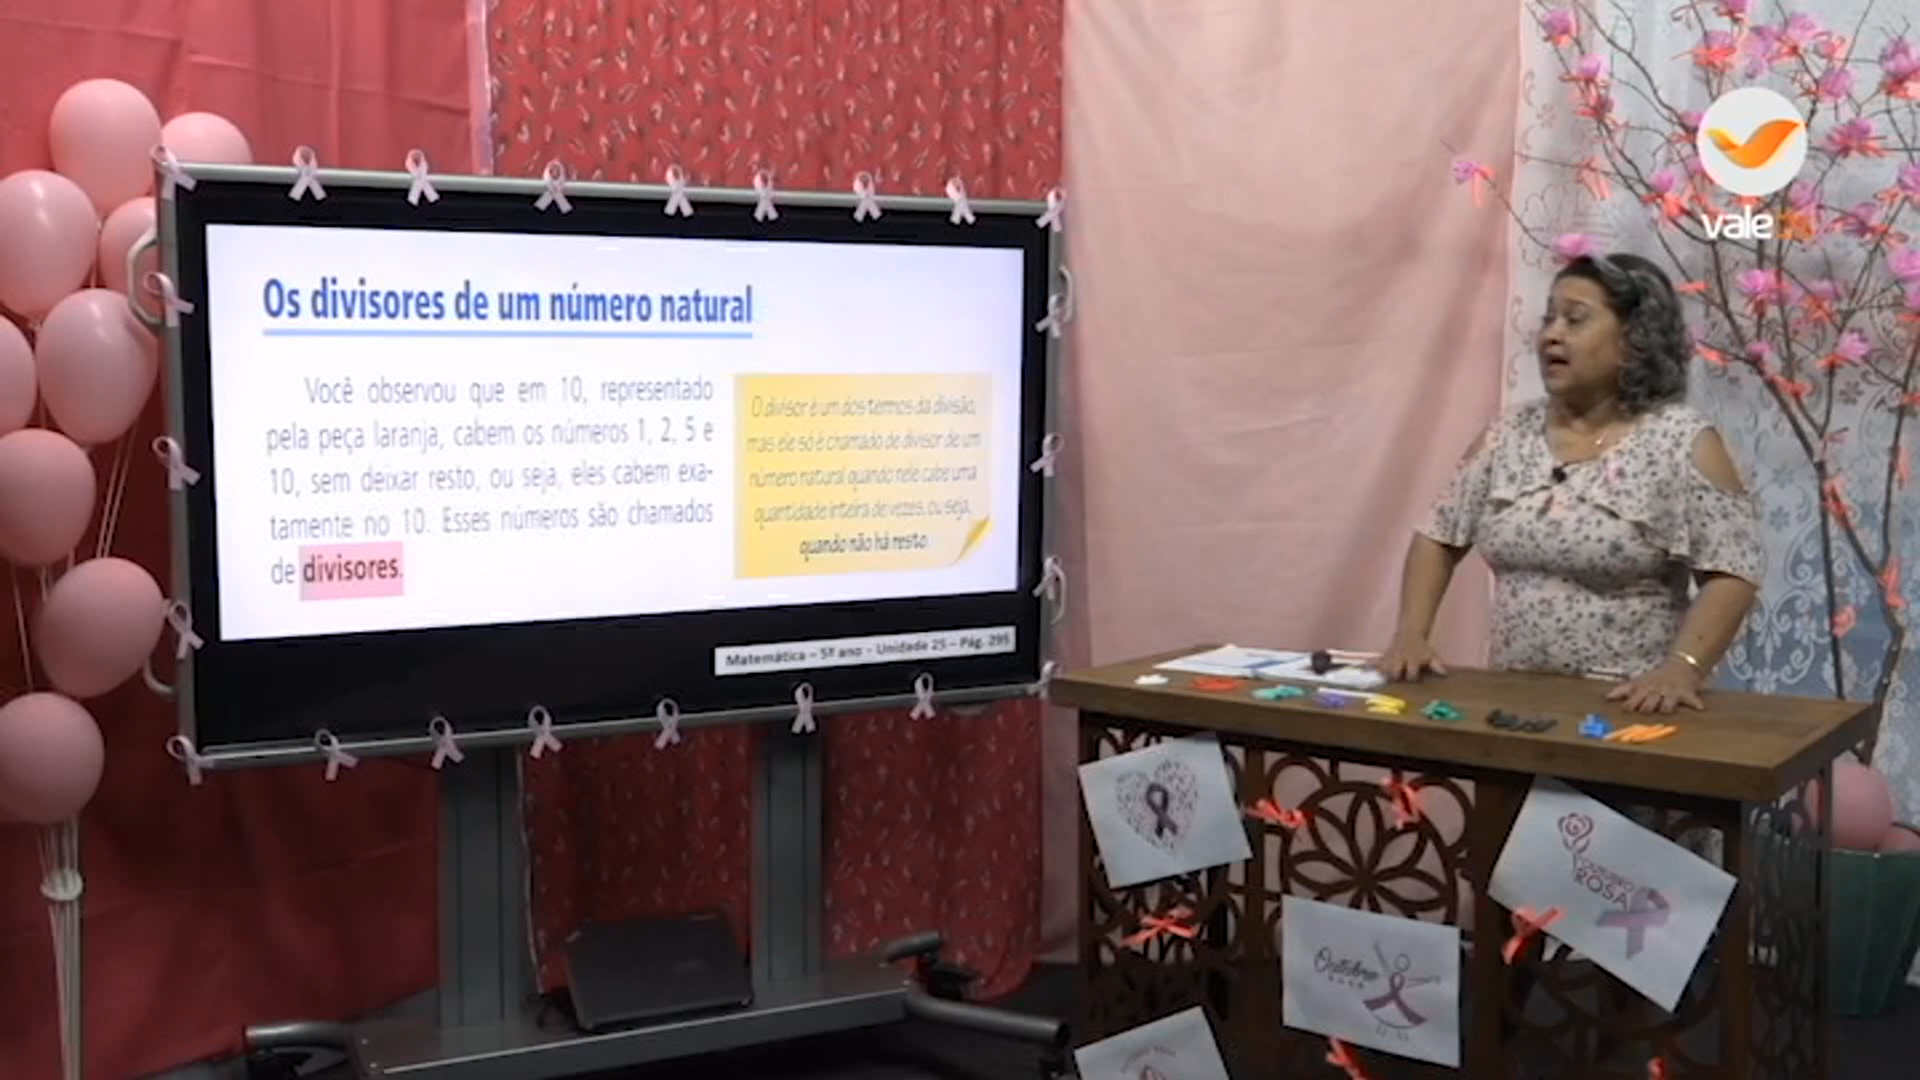 Os divisores de um número natural
Você observou que em 10, representado
pela peça laranja, cabem os números 1, 2, 5 e
10, sem deixar resto, ou seja, eles cabem exa-
tamente no 10. Esses números são chamados
de divisores.
O divisor é um dos termos da divisão,
mas ele só é chamado de divisor de um
número natural quando nele cabe uma
quantidade inteira de vezes, ou seja,
quando não há resto.
Matemática – 5º ano – Unidade 25 – Pág. 295
vale
OUTUBRO
ROSA
Outubro
ROSA